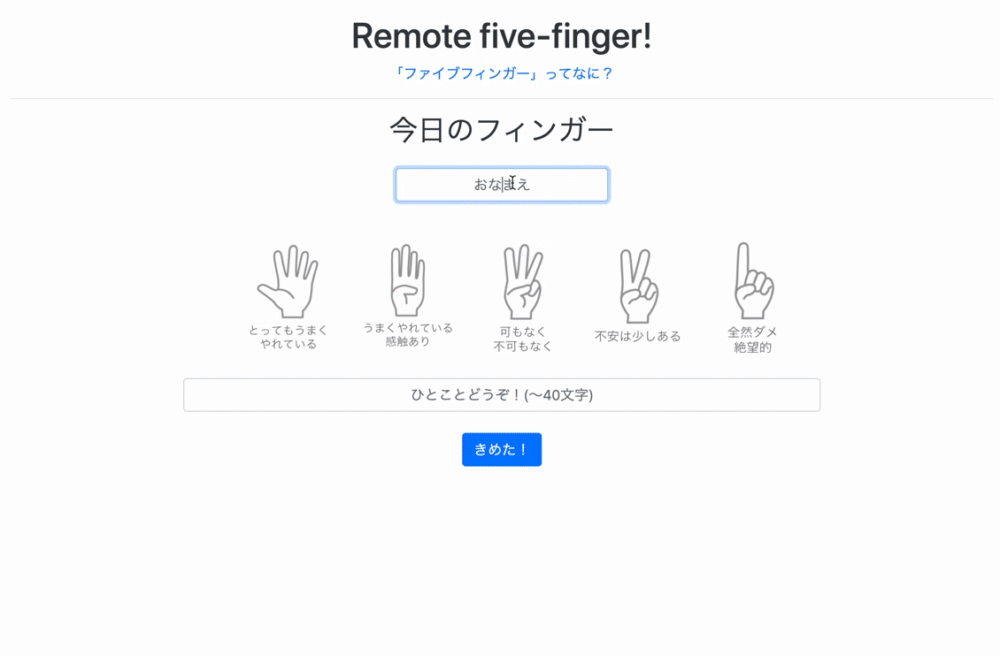 Remote five-finger!
「ファイブフィンガー」ってなに？
今日のフィンガー
おなまえ
とってもうまく
やれている
うまくやれている
感触あり
可もなく
不可もなく
不安は少しある
全然ダメ
絶望的
ひとことどうぞ！(〜40文字)
きめた！